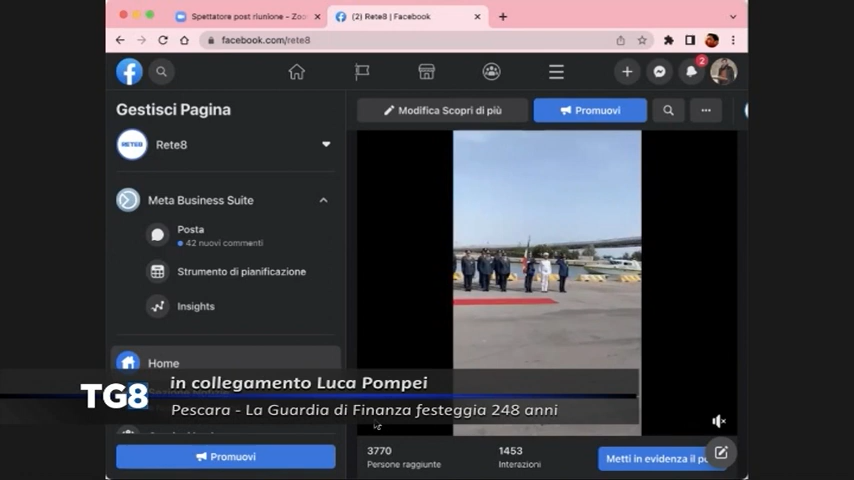 Spettatore post riunione - Zoo
(2) Rete8 | Facebook
facebook.com/rete8
2
Gestisci Pagina
Modifica Scopri di più
Promuovi
RETE8
Rete8
Meta Business Suite
Posta
42 nuovi commenti
Strumento di pianificazione
Insights
Home
in collegamento Luca Pompei
TG8
Pescara - La Guardia di Finanza festeggia 248 anni
Promuovi
3770
Persone raggiunte
1453
Interazioni
Metti in evidenza il po